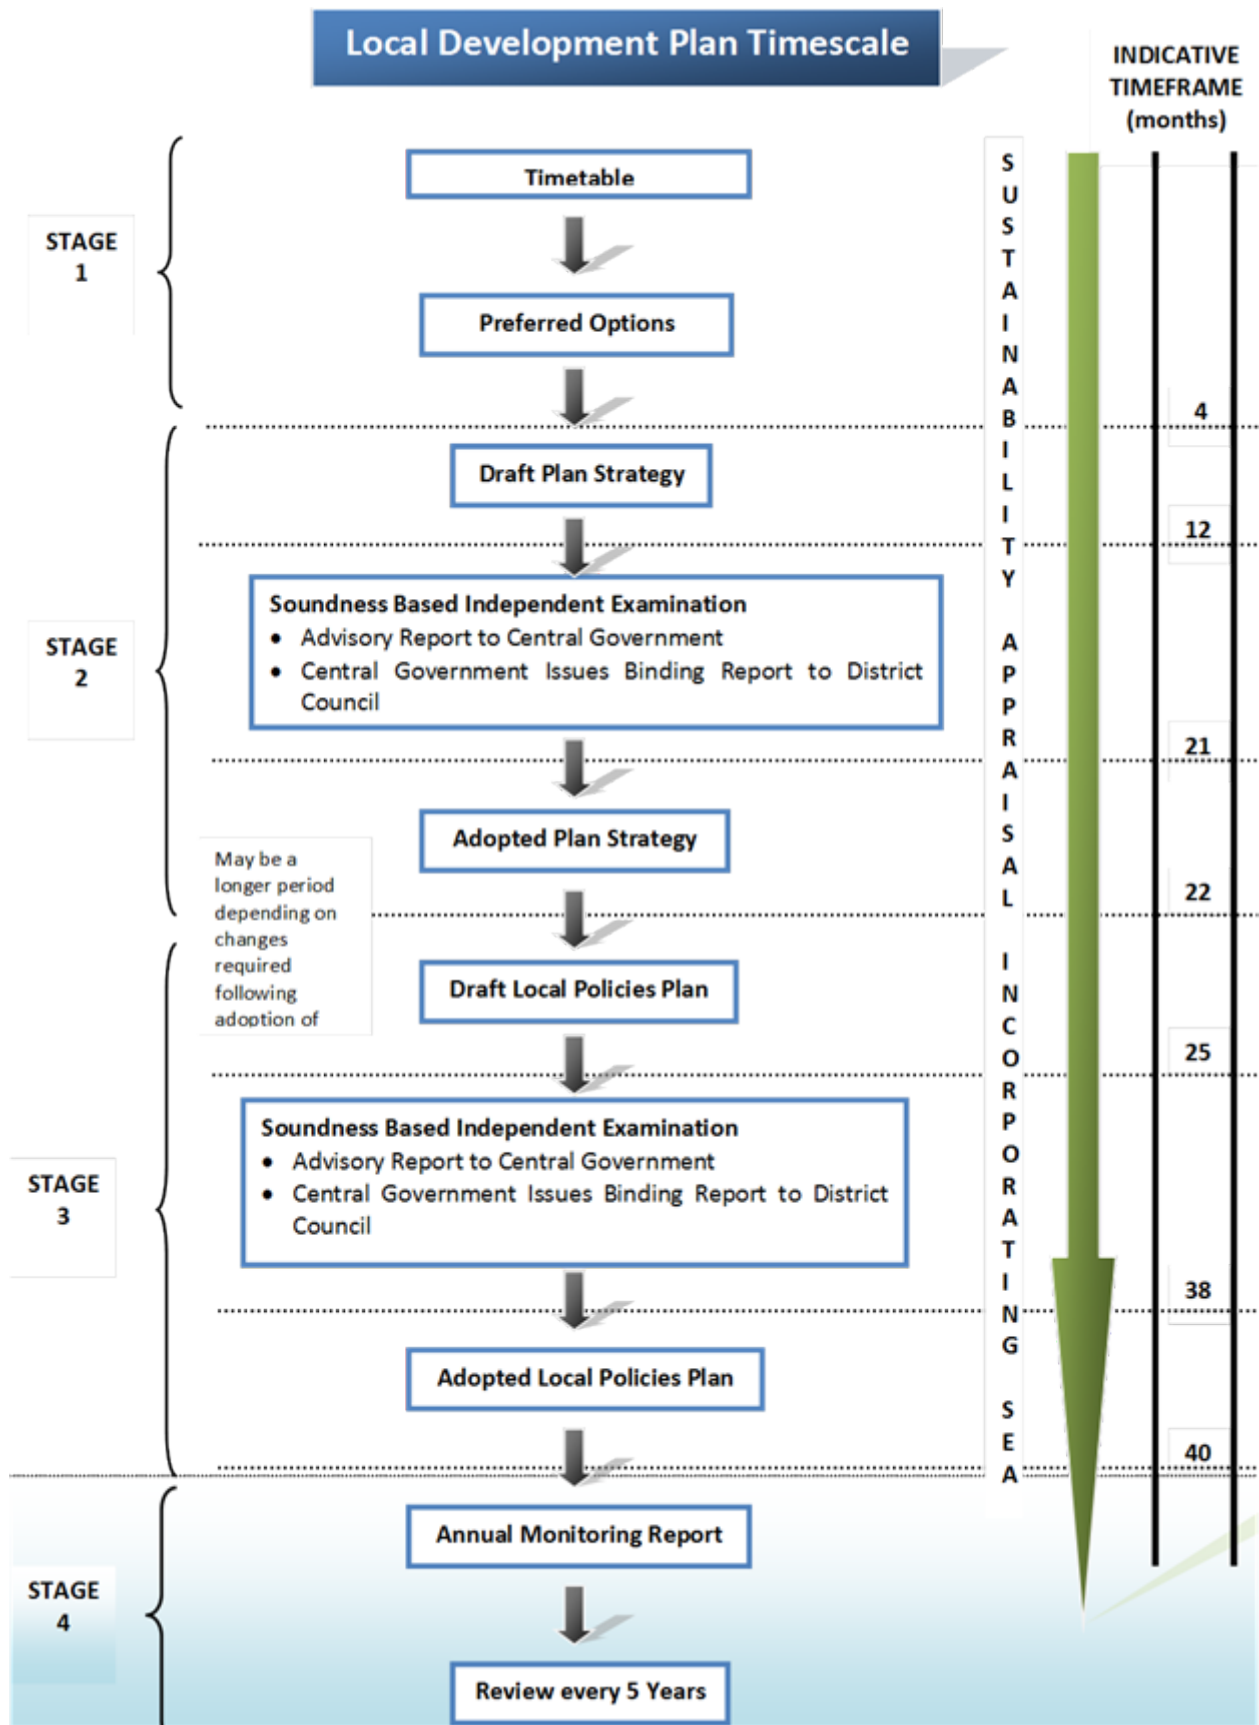 Local Development Plan Timescale
INDICATIVE
TIMEFRAME
(months)
STAGE
1
Timetable
Preferred Options
4
STAGE
2
Draft Plan Strategy
12
Soundness Based Independent Examination
• Advisory Report to Central Government
• Central Government Issues Binding Report to District
Council
21
Adopted Plan Strategy
22
May be a
longer period
depending on
changes
required
following
adoption of
STAGE
3
Draft Local Policies Plan
25
Soundness Based Independent Examination
• Advisory Report to Central Government
• Central Government Issues Binding Report to District
Council
38
Adopted Local Policies Plan
40
STAGE
4
Annual Monitoring Report
Review every 5 Years
SUSTAINABILITY APPRAISAL INCORPORATING SEA